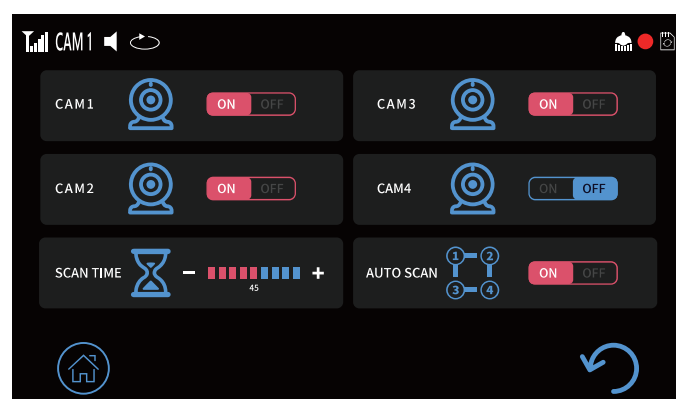 CAM 1
CAM1 ON OFF
CAM3 ON OFF
CAM2 ON OFF
CAM4 ON OFF
SCAN TIME - + 45
AUTO SCAN 1 2 3 4 ON OFF